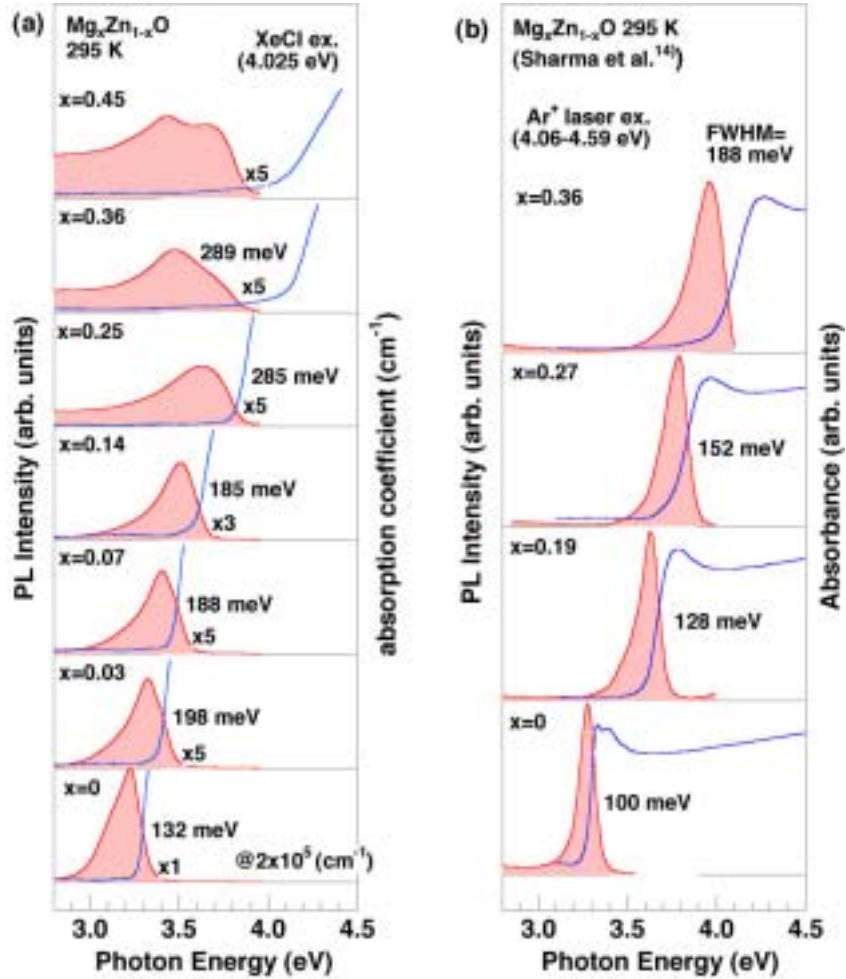 (a)
MgxZn1-xO
295 K
XeCl ex.
(4.025 eV)
x=0.45
x5
x=0.36
289 meV
x5
x=0.25
285 meV
x5
x=0.14
185 meV
x3
x=0.07
188 meV
x5
x=0.03
198 meV
x5
x=0
132 meV
x1
@2x10⁵ (cm⁻¹)
PL Intensity (arb. units)
absorption coefficient (cm⁻¹)
3.0 3.5 4.0 4.5
Photon Energy (eV)
(b)
MgxZn1-xO 295 K
(Sharma et al.¹⁴⁾)
Ar⁺ laser ex.
(4.06-4.59 eV)
FWHM=
188 meV
x=0.36
x=0.27
152 meV
x=0.19
128 meV
x=0
100 meV
PL Intensity (arb. units)
Absorbance (arb. units)
3.0 3.5 4.0 4.5
Photon Energy (eV)